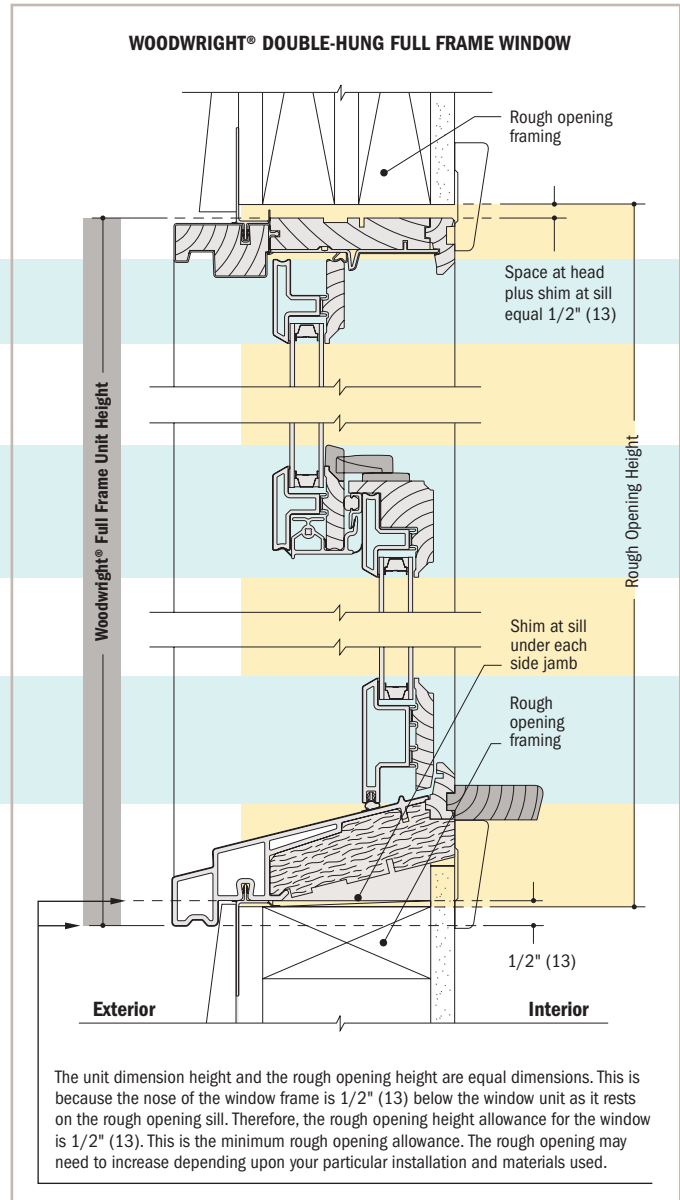 WOODWRIGHT® DOUBLE-HUNG FULL FRAME WINDOW
Rough opening
framing
Space at head
plus shim at sill
equal 1/2" (13)
Woodwright® Full Frame Unit Height
Rough Opening Height
Shim at sill
under each
side jamb
Rough
opening
framing
1/2" (13)
Exterior
Interior
The unit dimension height and the rough opening height are equal dimensions. This is
because the nose of the window frame is 1/2" (13) below the window unit as it rests
on the rough opening sill. Therefore, the rough opening height allowance for the window
is 1/2" (13). This is the minimum rough opening allowance. The rough opening may
need to increase depending upon your particular installation and materials used.